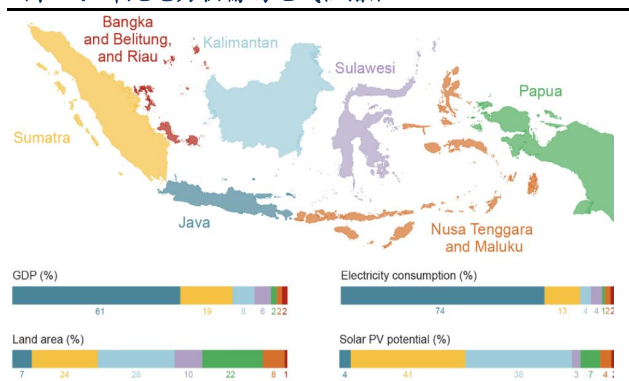 Bangka
and Belitung,
and Riau
Kalimantan
Sulawesi
Papua
Sumatra
Java
Nusa Tenggara
and Maluku
GDP (%)
61 19 8 6 2 2 2
Electricity consumption (%)
74 13 4 4 1 2 2
Land area (%)
7 24 28 10 22 8 1
Solar PV potential (%)
4 41 38 3 7 4 2